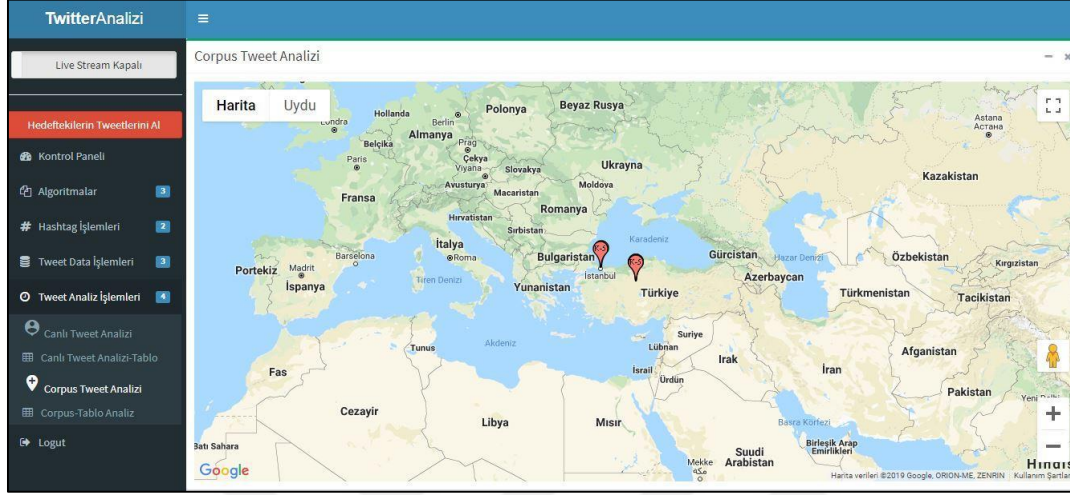 TwitterAnalizi
Live Stream Kapalı
Hedeftekilerin Tweetlerini Al
Kontrol Paneli
Algoritmalar 3
# Hashtag İşlemleri 2
Tweet Data İşlemleri 3
Tweet Analiz İşlemleri 4
Canlı Tweet Analizi
Canlı Tweet Analizi-Tablo
Corpus Tweet Analizi
Corpus-Tablo Analiz
Logut
Corpus Tweet Analizi
Harita Uydu
Londra
Hollanda
Berlin
Polonya
Beyaz Rusya
Belçika
Almanya
Prag
Çekya
Paris
Viyana
Slovakya
Ukrayna
Avusturya
Macaristan
Moldova
Fransa
Romanya
Hırvatistan
Sırbistan
İtalya
Roma
Barselona
Bulgaristan
Karadeniz
Gürcistan
Hazar Denizi
Astana
Астана
Kazakistan
Özbekistan
Kırgızistan
Portekiz
Madrit
İspanya
Tiren Denizi
Yunanistan
İstanbul
Türkiye
Azerbaycan
Türkmenistan
Tacikistan
Tunus
Akdeniz
Suriye
Lübnan
Irak
İran
Afganistan
Fas
İsrail
Ürdün
Pakistan
Cezayir
Libya
Mısır
Basra Körfezi
Batı Sahara
Suudi
Arabistan
Mekke
مكة
Birleşik Arap
Emirlikleri
Google
Harita verileri ©2019 Google, ORION-ME, ZENRIN Kullanım Şartları